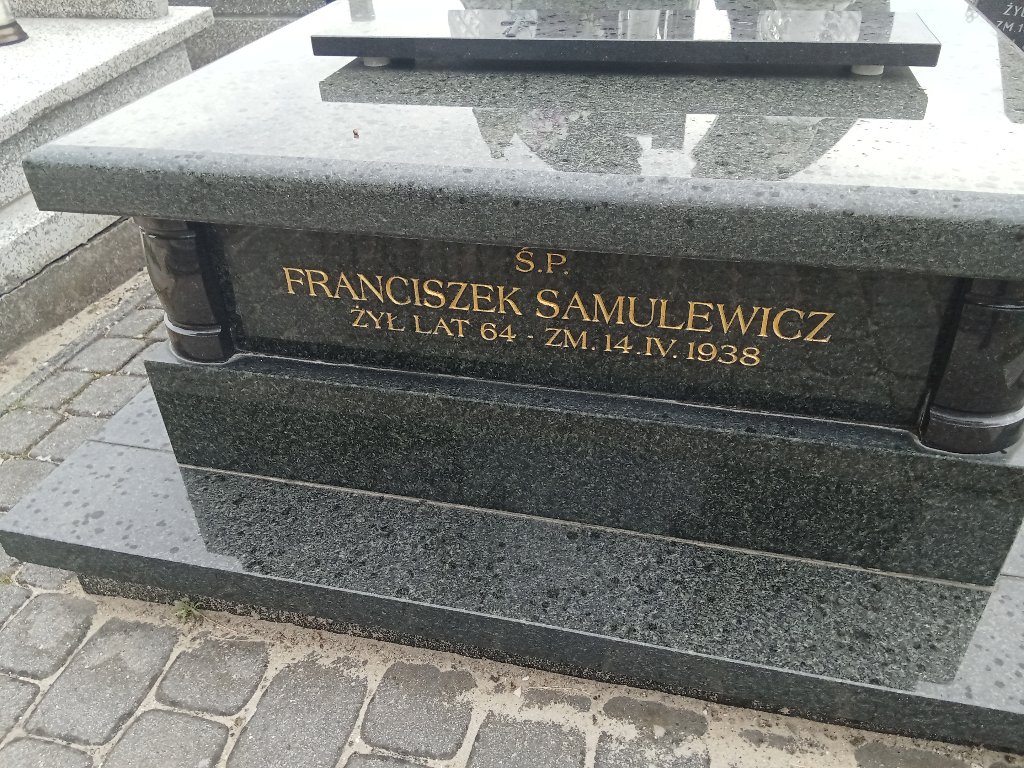 Ś.P.
FRANCISZEK SAMULEWICZ
ŻYŁ LAT 64 - ZM. 14.IV.1938